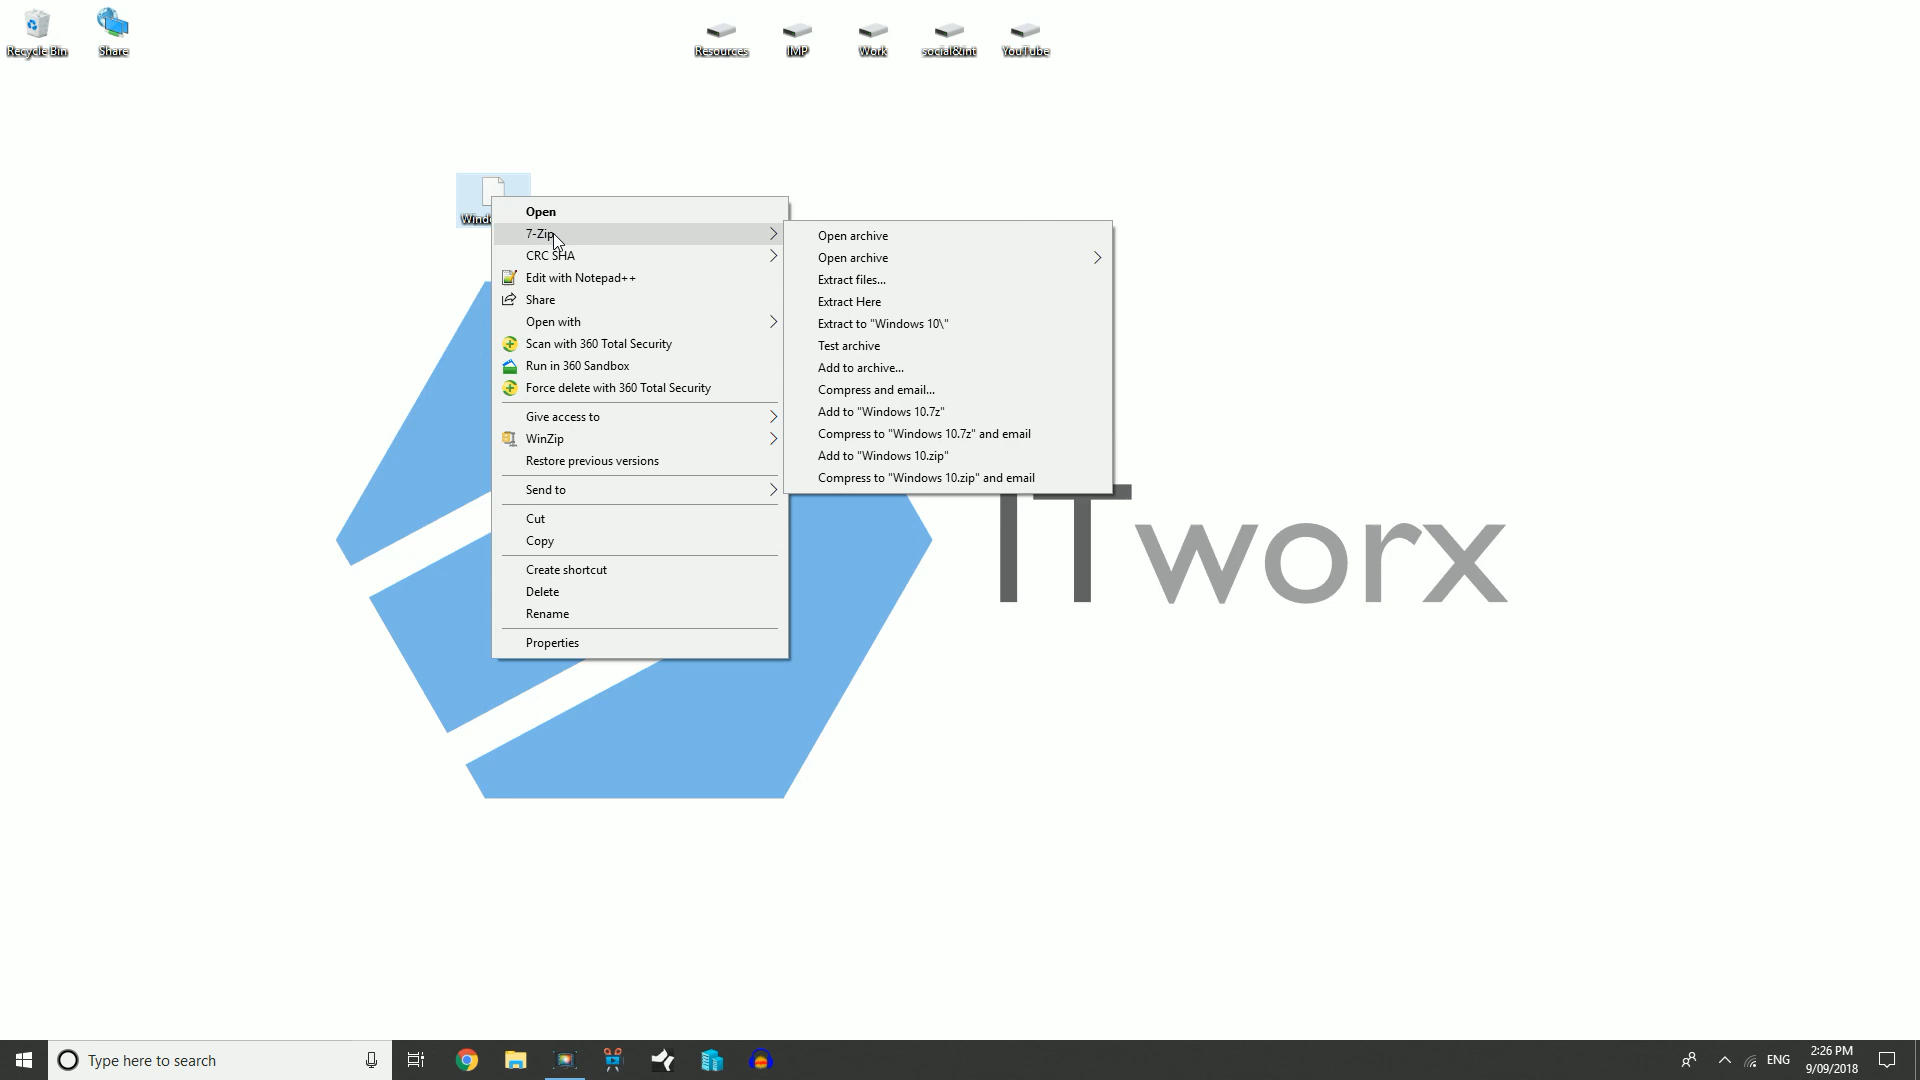 Recycle Bin
Share
Resources
IMP
Work
social&int
YouTube
Open
7-Zip
CRC SHA
Edit with Notepad++
Share
Open with
Scan with 360 Total Security
Run in 360 Sandbox
Force delete with 360 Total Security
Give access to
WinZip
Restore previous versions
Send to
Cut
Copy
Create shortcut
Delete
Rename
Properties
Open archive
Open archive
Extract files...
Extract Here
Extract to "Windows 10\"
Test archive
Add to archive...
Compress and email...
Add to "Windows 10.7z"
Compress to "Windows 10.7z" and email
Add to "Windows 10.zip"
Compress to "Windows 10.zip" and email
ITworx
Type here to search
ENG
2:26 PM
9/09/2018